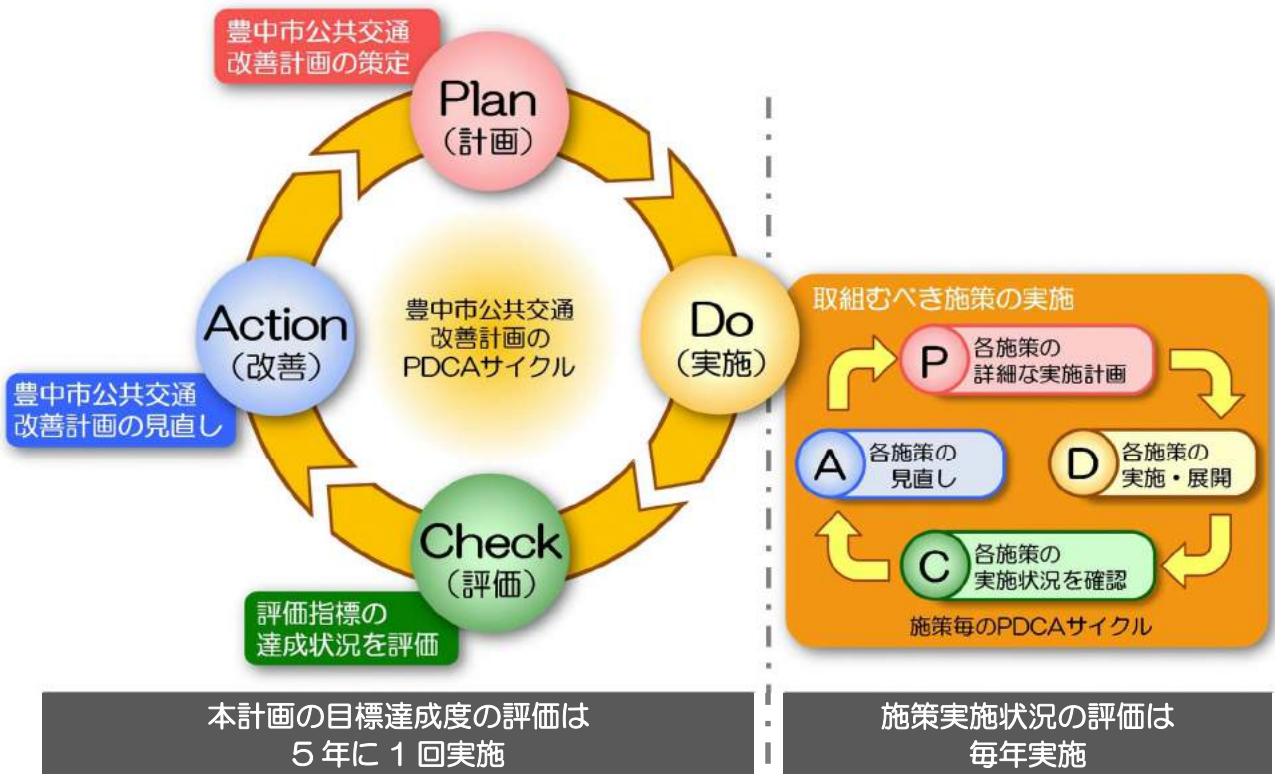 豊中市公共交通
改善計画の策定
Plan
（計画）
Do
（実施）
Check
（評価）
評価指標の
達成状況を評価
Action
（改善）
豊中市公共交通
改善計画の見直し
豊中市公共交通
改善計画の
PDCAサイクル
取組むべき施策の実施
P
各施策の
詳細な実施計画
D
各施策の
実施・展開
C
各施策の
実施状況を確認
A
各施策の
見直し
施策毎のPDCAサイクル
本計画の目標達成度の評価は
5年に1回実施
施策実施状況の評価は
毎年実施